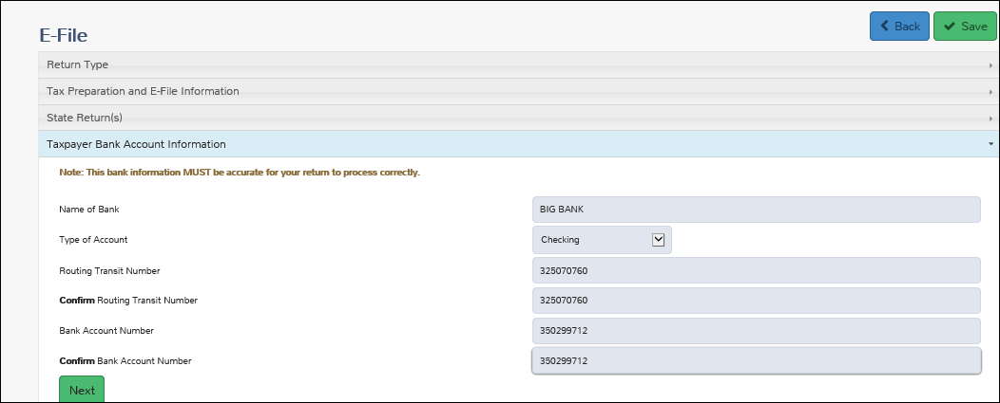 Back
Save
E-File
Return Type
Tax Preparation and E-File Information
State Return(s)
Taxpayer Bank Account Information
Note: This bank information MUST be accurate for your return to process correctly.
Name of Bank BIG BANK
Type of Account Checking
Routing Transit Number 325070760
Confirm Routing Transit Number 325070760
Bank Account Number 350299712
Confirm Bank Account Number 350299712
Next